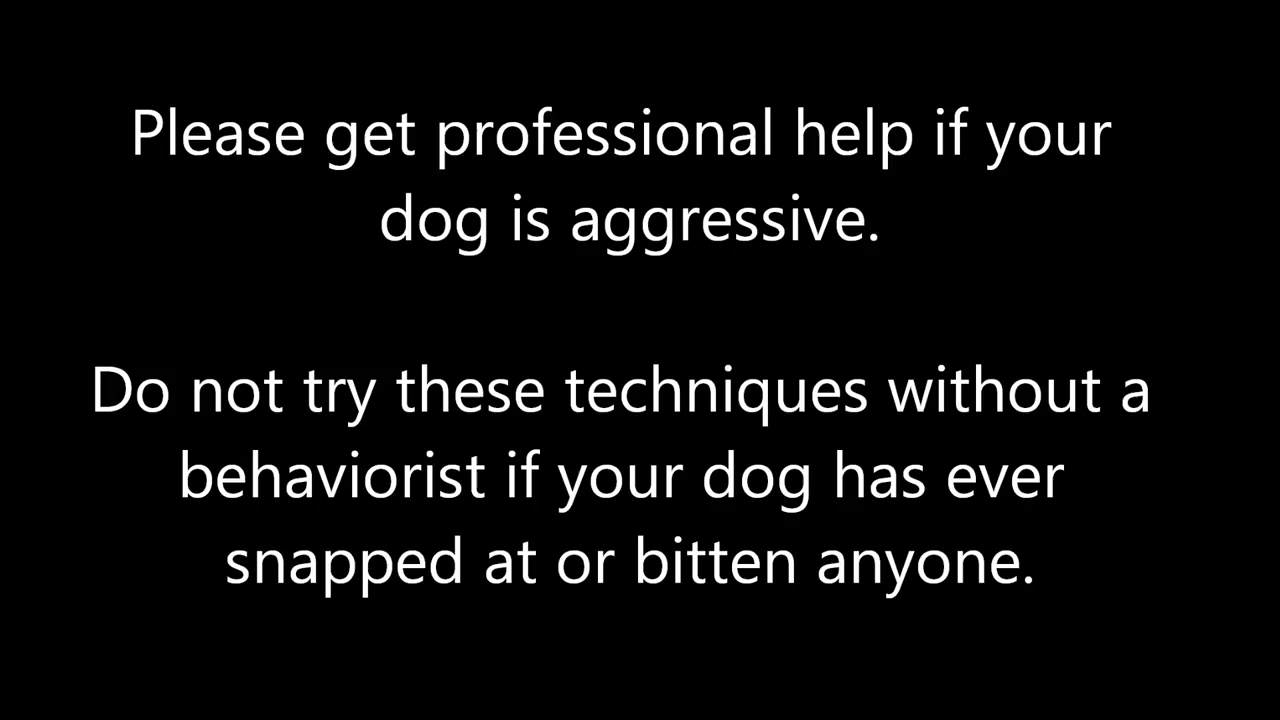 Please get professional help if your
dog is aggressive.
Do not try these techniques without a
behaviorist if your dog has ever
snapped at or bitten anyone.